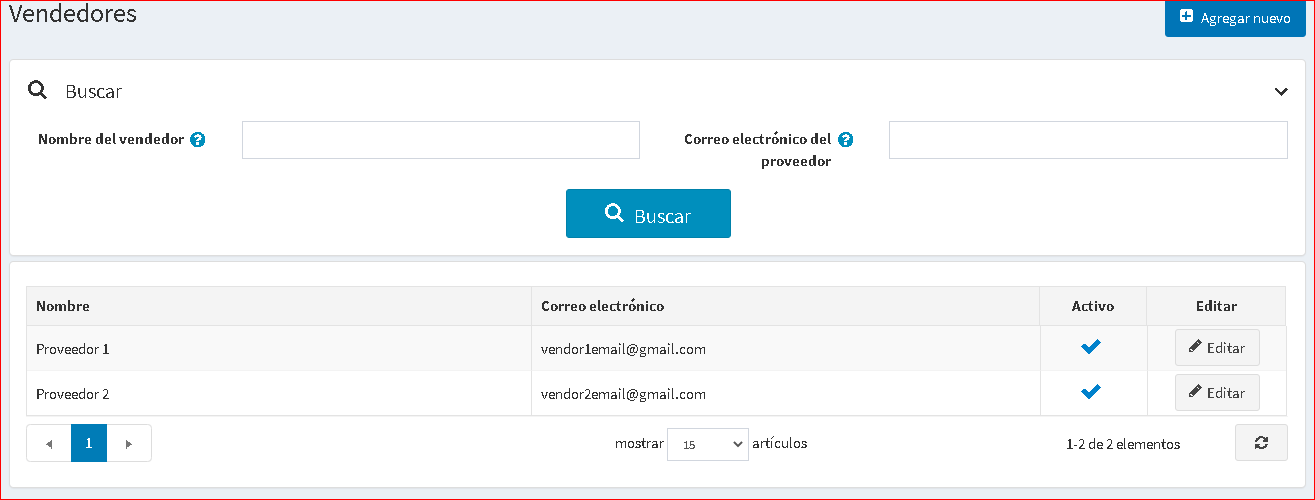 Vendedores
Agregar nuevo
Buscar
Nombre del vendedor
Correo electrónico del
proveedor
Buscar
Nombre Correo electrónico Activo Editar
Proveedor 1 vendor1email@gmail.com Editar
Proveedor 2 vendor2email@gmail.com Editar
1 mostrar 15 artículos 1-2 de 2 elementos